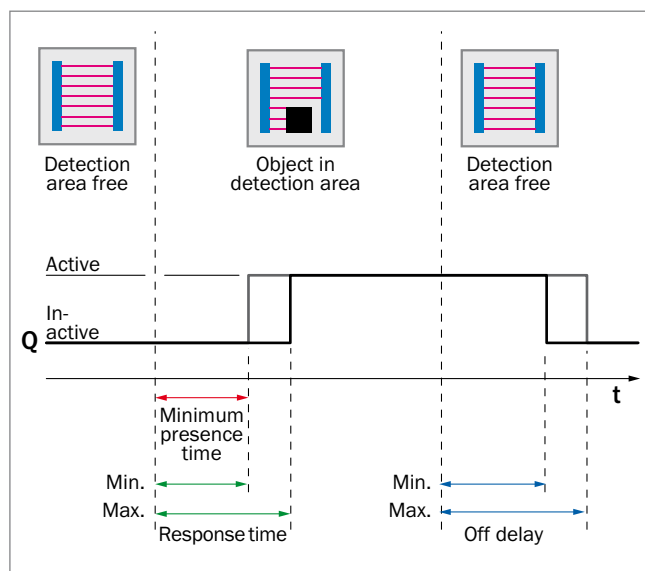 Detection
area free
Object in
detection area
Detection
area free
Active
In-
active
Q
t
Minimum
presence
time
Min.
Max.
Response time
Min.
Max.
Off delay